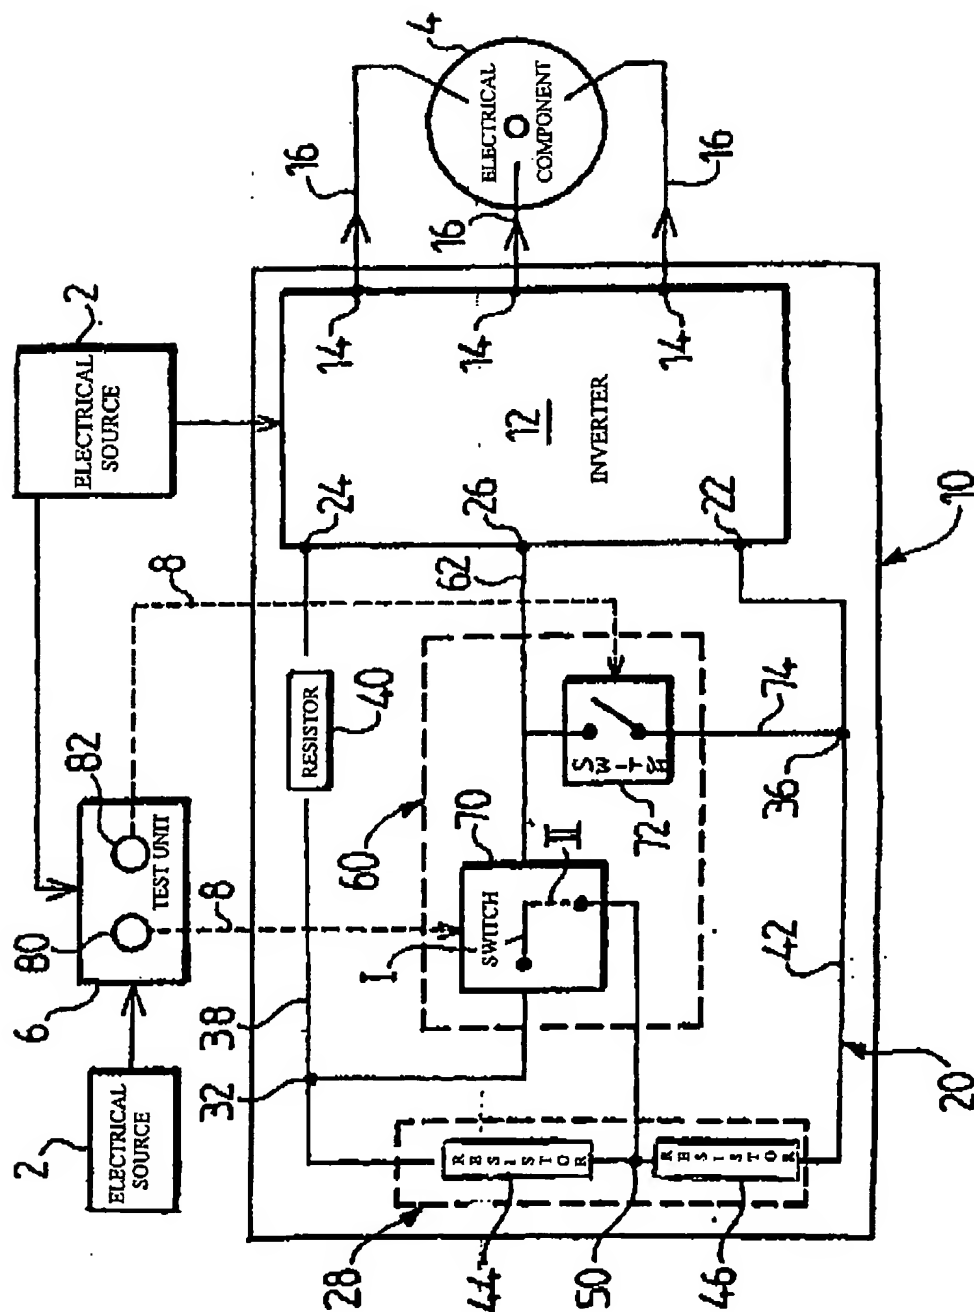 2
ELECTRICAL
SOURCE
6
80
82
TEST UNIT
8
8
2
ELECTRICAL
SOURCE
4
ELECTRICAL
COMPONENT
16
16
16
14
14
14
12
INVERTER
24
26
22
62
RESISTOR
40
38
32
60
70
SWITCH
I
II
SWITCH
72
74
36
42
20
10
28
RESISTOR
44
50
RESISTOR
46